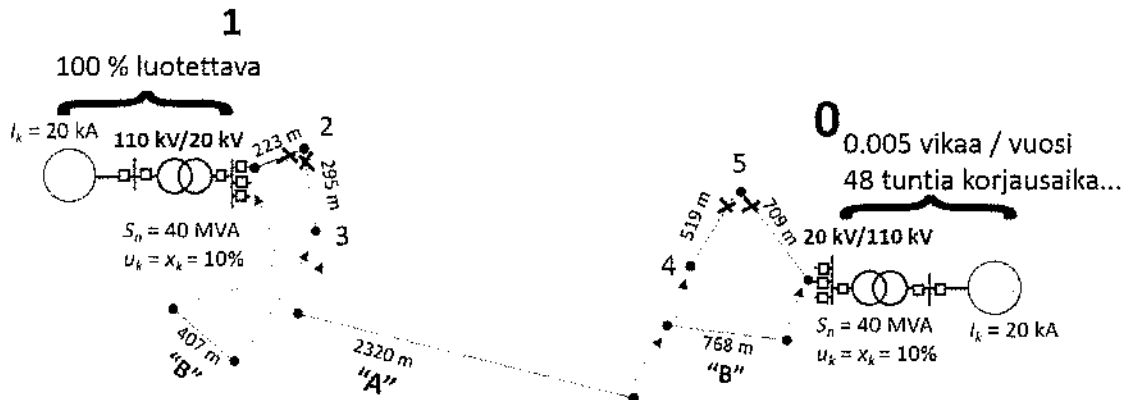 1
100 % luotettava
I_k = 20 kA
110 kV/20 kV
223 m
2
295 m
3
S_n = 40 MVA
u_k = x_k = 10%
407 m
"B"
2320 m
"A"
0
0.005 vikaa / vuosi
48 tuntia korjausaika...
5
519 m
709 m
4
20 kV/110 kV
768 m
"B"
S_n = 40 MVA
u_k = x_k = 10%
I_k = 20 kA